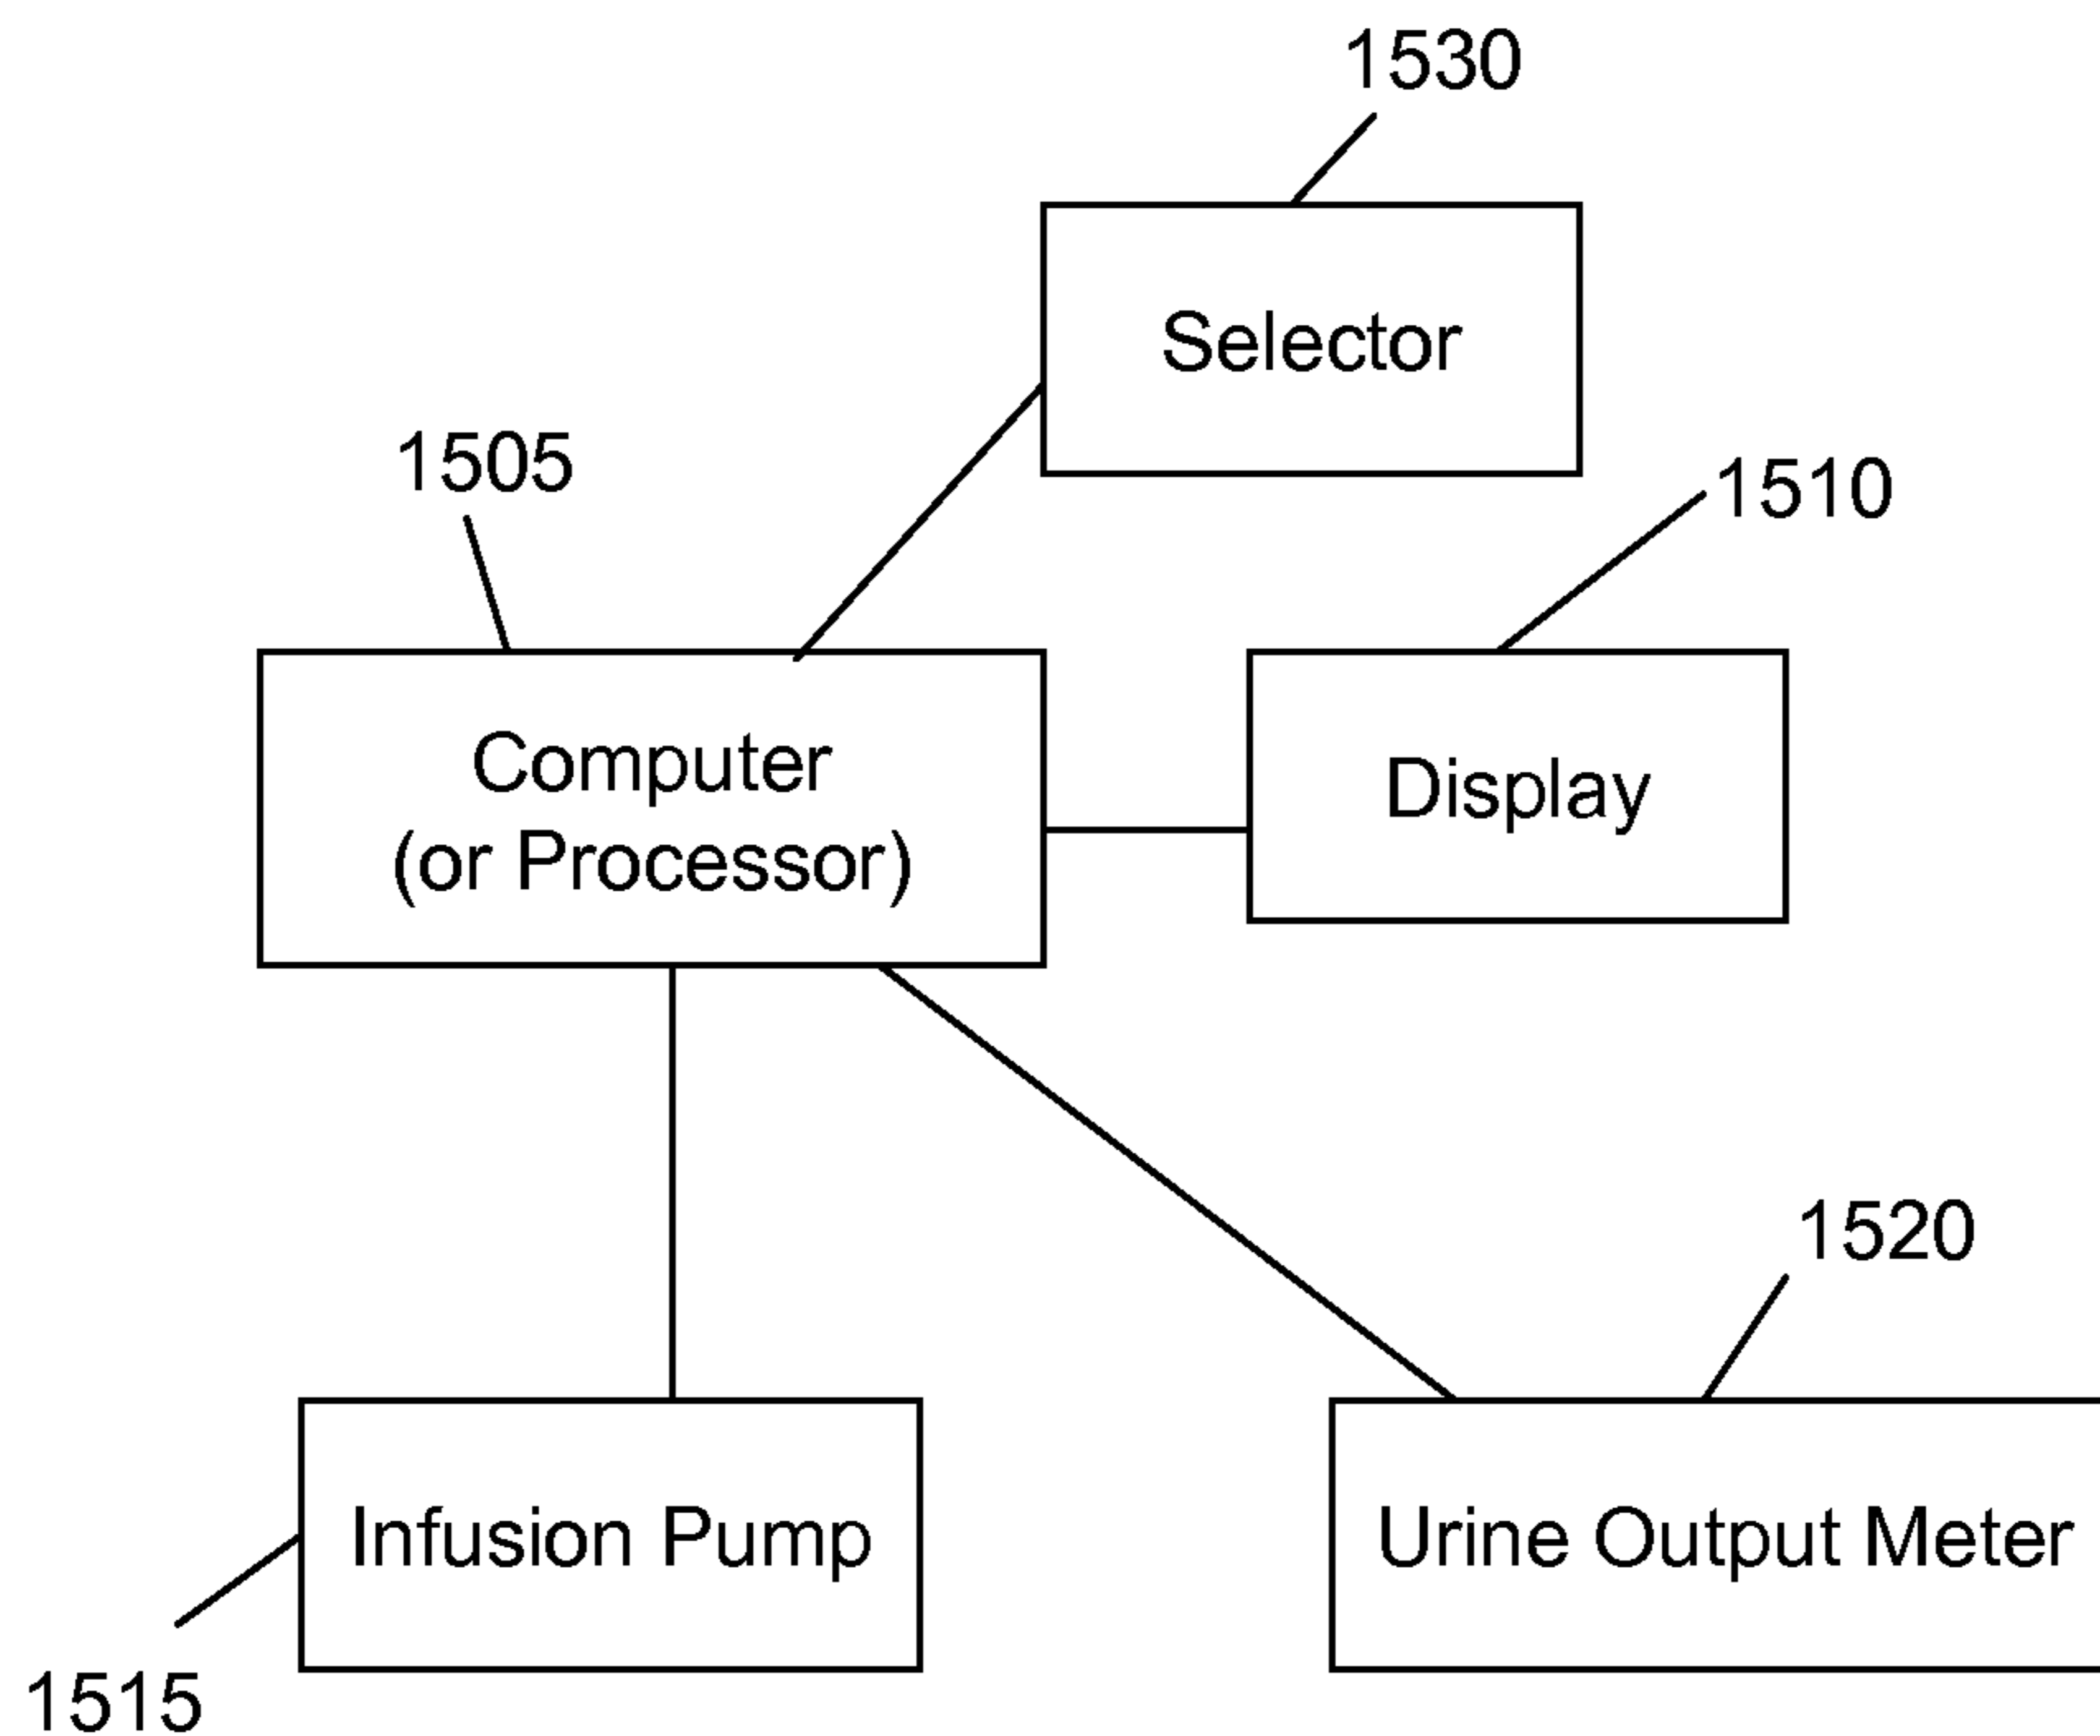 1530
Selector
1505
1510
Computer
(or Processor)
Display
1520
Infusion Pump
Urine Output Meter
1515